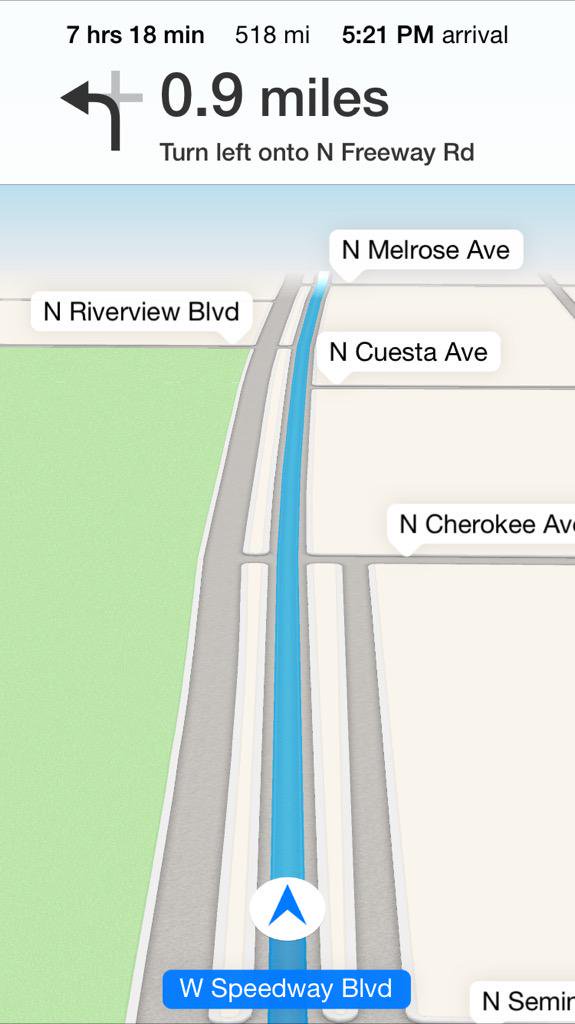 7 hrs 18 min 518 mi 5:21 PM arrival
0.9 miles
Turn left onto N Freeway Rd
N Melrose Ave
N Riverview Blvd
N Cuesta Ave
N Cherokee Ave
W Speedway Blvd
N Semin